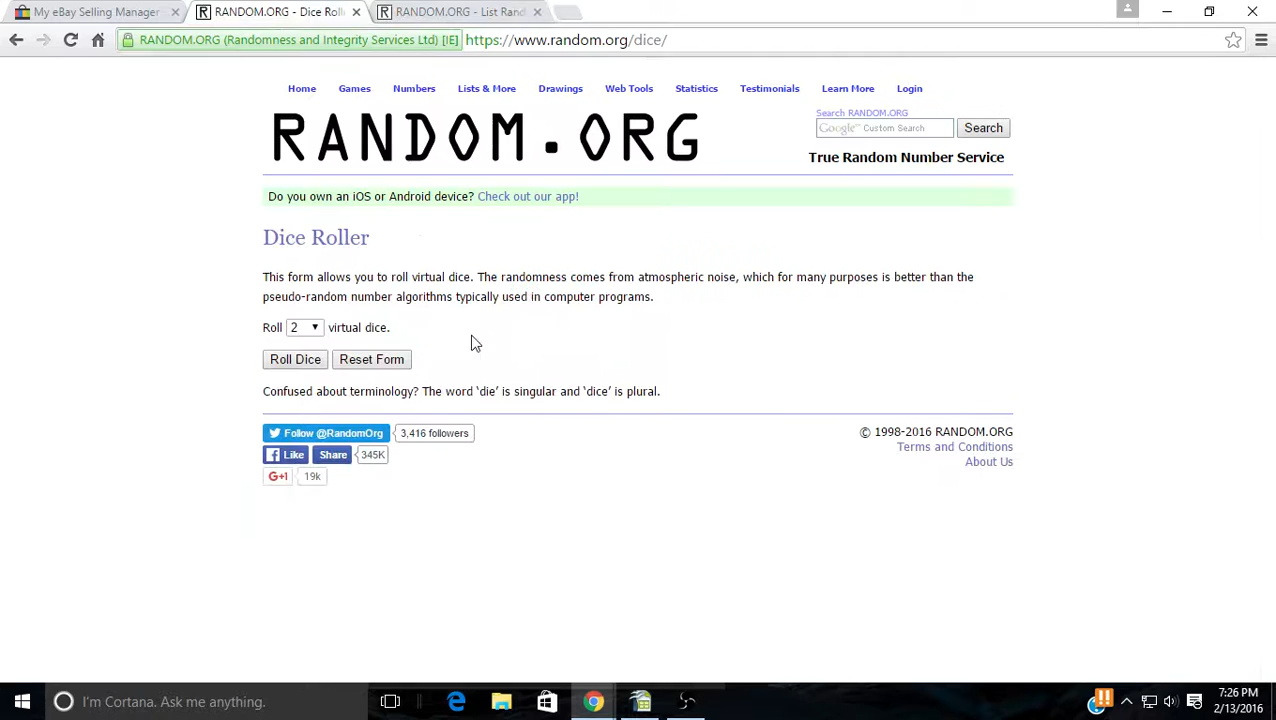 My eBay Selling Manager
RANDOM.ORG - Dice Roll
RANDOM.ORG - List Rand
RANDOM.ORG (Randomness and Integrity Services Ltd) [IE]
https://www.random.org/dice/
Home Games Numbers Lists & More Drawings Web Tools Statistics Testimonials Learn More Login
RANDOM.ORG
Search RANDOM.ORG
Google™ Custom Search Search
True Random Number Service
Do you own an iOS or Android device? Check out our app!
Dice Roller
This form allows you to roll virtual dice. The randomness comes from atmospheric noise, which for many purposes is better than the
pseudo-random number algorithms typically used in computer programs.
Roll 2 virtual dice.
Roll Dice Reset Form
Confused about terminology? The word ‘die’ is singular and ‘dice’ is plural.
Follow @RandomOrg 3,416 followers
Like Share 345K
G+1 19k
© 1998-2016 RANDOM.ORG
Terms and Conditions
About Us
I'm Cortana. Ask me anything.
7:26 PM
2/13/2016